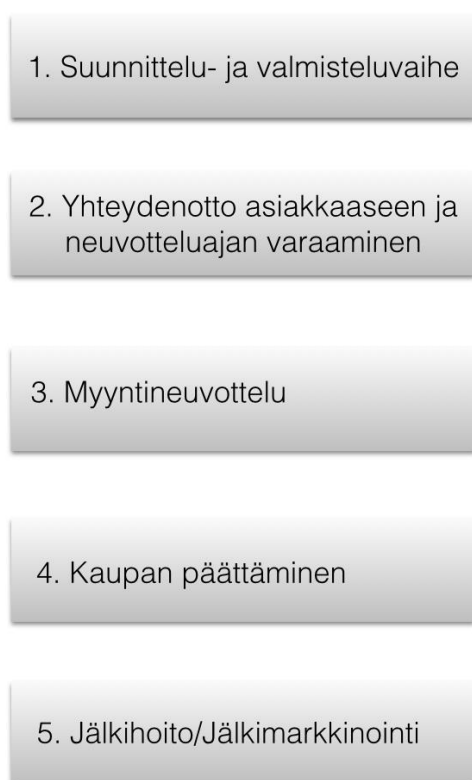 1. Suunnittelu- ja valmisteluvaihe
2. Yhteydenotto asiakkaaseen ja
neuvotteluajan varaaminen
3. Myyntineuvottelu
4. Kaupan päättäminen
5. Jälkihoito/Jälkimarkkinointi